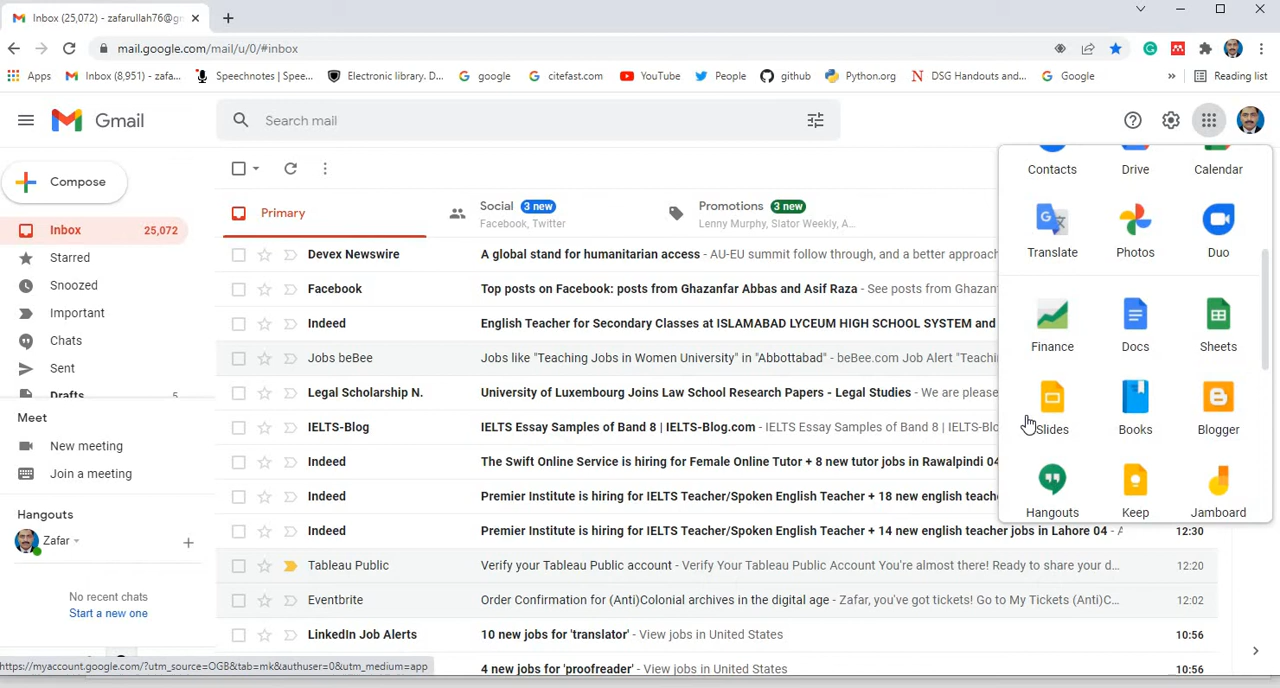 Inbox (25,072) - zafarullah76@g
mail.google.com/mail/u/0/#inbox
Apps
Inbox (8,951) - zafa...
Speechnotes | Spee...
Electronic library. D...
google
citefast.com
YouTube
People
github
Python.org
DSG Handouts and...
Google
»
Reading list
Gmail
Search mail
Compose
Inbox 25,072
Starred
Snoozed
Important
Chats
Sent
Drafts 5
Meet
New meeting
Join a meeting
Hangouts
Zafar
No recent chats
Start a new one
Primary
Social 3 new
Facebook, Twitter
Promotions 3 new
Lenny Murphy, Slator Weekly, A...
Devex Newswire A global stand for humanitarian access - AU-EU summit follow through, and a better approach
Facebook Top posts on Facebook: posts from Ghazanfar Abbas and Asif Raza - See posts from Ghazan
Indeed English Teacher for Secondary Classes at ISLAMABAD LYCEUM HIGH SCHOOL SYSTEM and
Jobs beBee Jobs like "Teaching Jobs in Women University" in "Abbottabad" - beBee.com Job Alert "Teachin
Legal Scholarship N. University of Luxembourg Joins Law School Research Papers - Legal Studies - We are please
IELTS-Blog IELTS Essay Samples of Band 8 | IELTS-Blog.com - IELTS Essay Samples of Band 8 | IELTS-Blo
Indeed The Swift Online Service is hiring for Female Online Tutor + 8 new tutor jobs in Rawalpindi 04
Indeed Premier Institute is hiring for IELTS Teacher/Spoken English Teacher + 18 new english teache
Indeed Premier Institute is hiring for IELTS Teacher/Spoken English Teacher + 14 new english teacher jobs in Lahore 04 - A 12:30
Tableau Public Verify your Tableau Public account - Verify Your Tableau Public Account You're almost there! Ready to share your d... 12:20
Eventbrite Order Confirmation for (Anti)Colonial archives in the digital age - Zafar, you've got tickets! Go to My Tickets (Anti)C... 12:02
LinkedIn Job Alerts 10 new jobs for 'translator' - View jobs in United States 10:56
4 new jobs for 'proofreader' - View jobs in United States 10:56
Contacts
Drive
Calendar
Translate
Photos
Duo
Finance
Docs
Sheets
Slides
Books
Blogger
Hangouts
Keep
Jamboard
https://myaccount.google.com/?utm_source=OGB&tab=mk&authuser=0&utm_medium=app